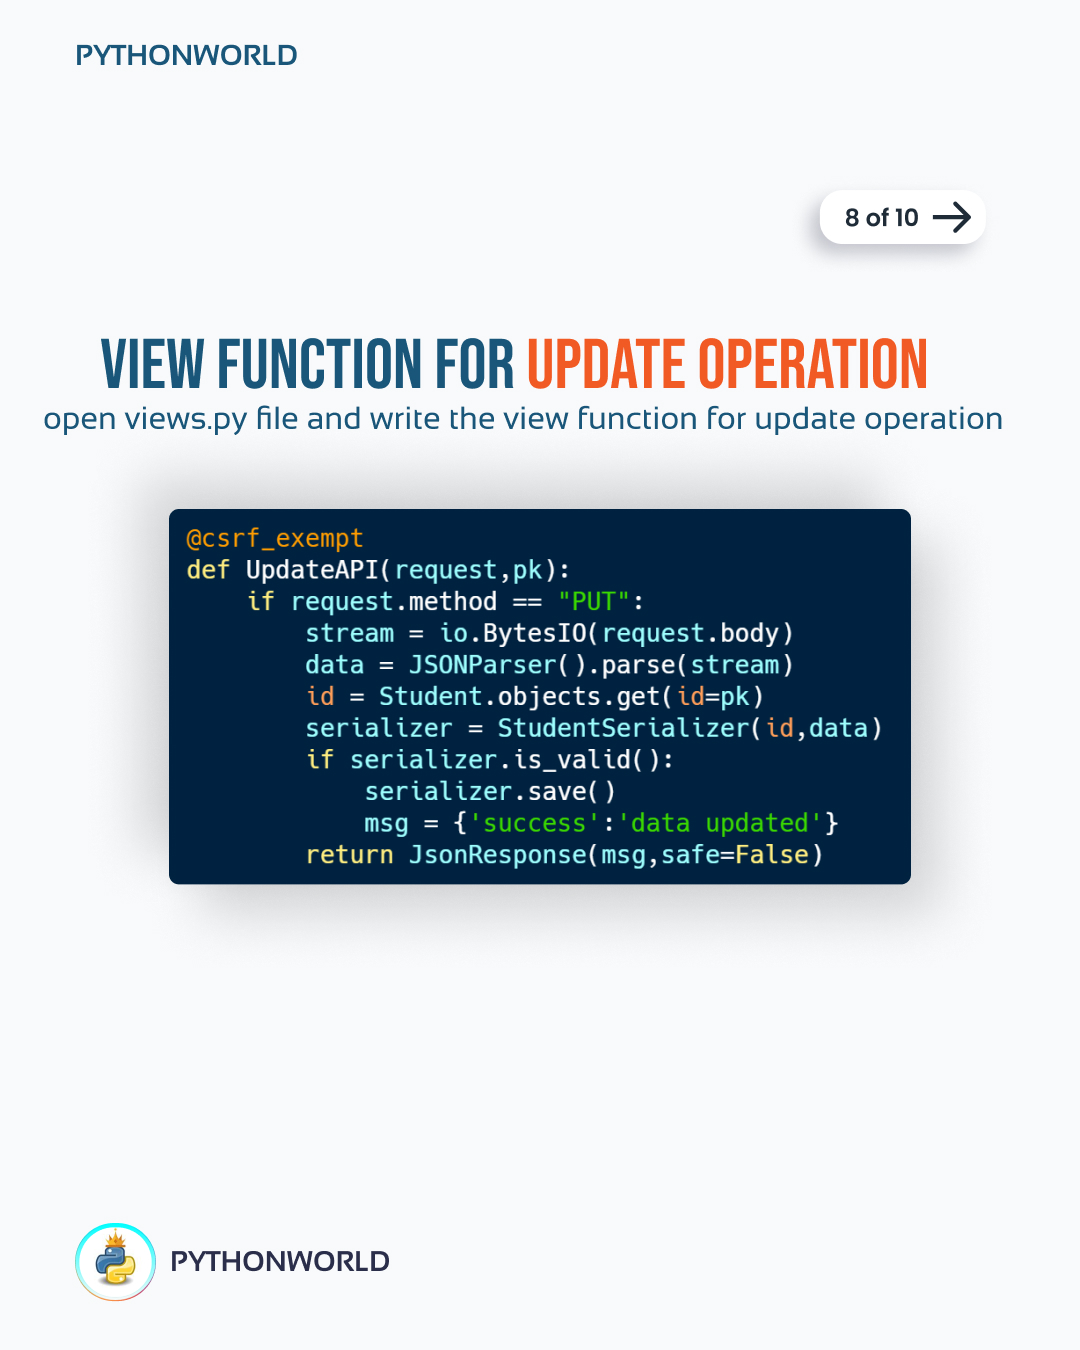 PYTHONWORLD
8 of 10
VIEW FUNCTION FOR UPDATE OPERATION
open views.py file and write the view function for update operation
@csrf_exempt
def UpdateAPI(request,pk):
    if request.method == "PUT":
        stream = io.BytesIO(request.body)
        data = JSONParser().parse(stream)
        id = Student.objects.get(id=pk)
        serializer = StudentSerializer(id,data)
        if serializer.is_valid():
            serializer.save()
            msg = {'success':'data updated'}
        return JsonResponse(msg,safe=False)
PYTHONWORLD